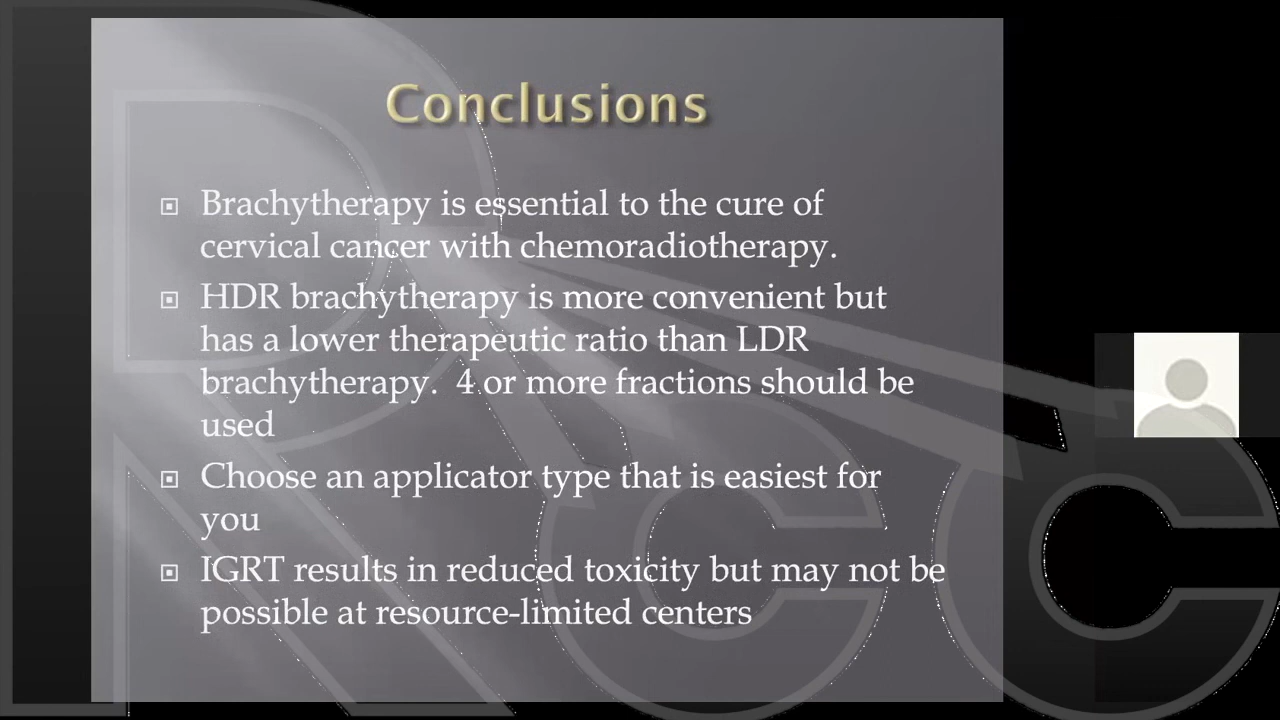 Conclusions
Brachytherapy is essential to the cure of
cervical cancer with chemoradiotherapy.
HDR brachytherapy is more convenient but
has a lower therapeutic ratio than LDR
brachytherapy.  4 or more fractions should be
used
Choose an applicator type that is easiest for
you
IGRT results in reduced toxicity but may not be
possible at resource-limited centers
RCC